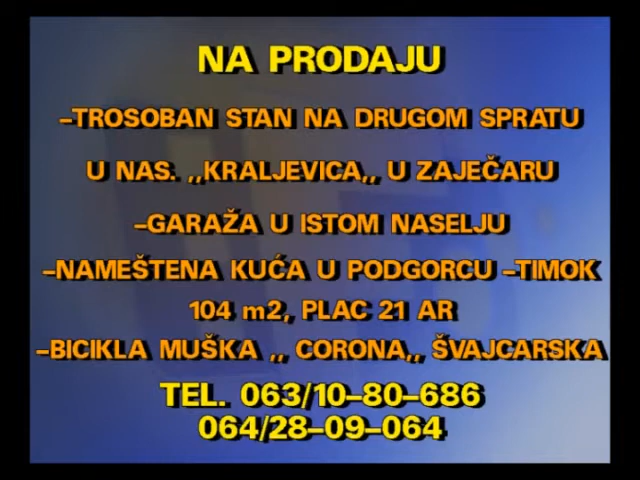 NA PRODAJU
–TROSOBAN STAN NA DRUGOM SPRATU
U NAS. ,,KRALJEVICA,, U ZAJEČARU
–GARAŽA U ISTOM NASELJU
–NAMEŠTENA KUĆA U PODGORCU –TIMOK
104 m2, PLAC 21 AR
–BICIKLA MUŠKA ,, CORONA,, ŠVAJCARSKA
TEL. 063/10–80–686
064/28–09–064